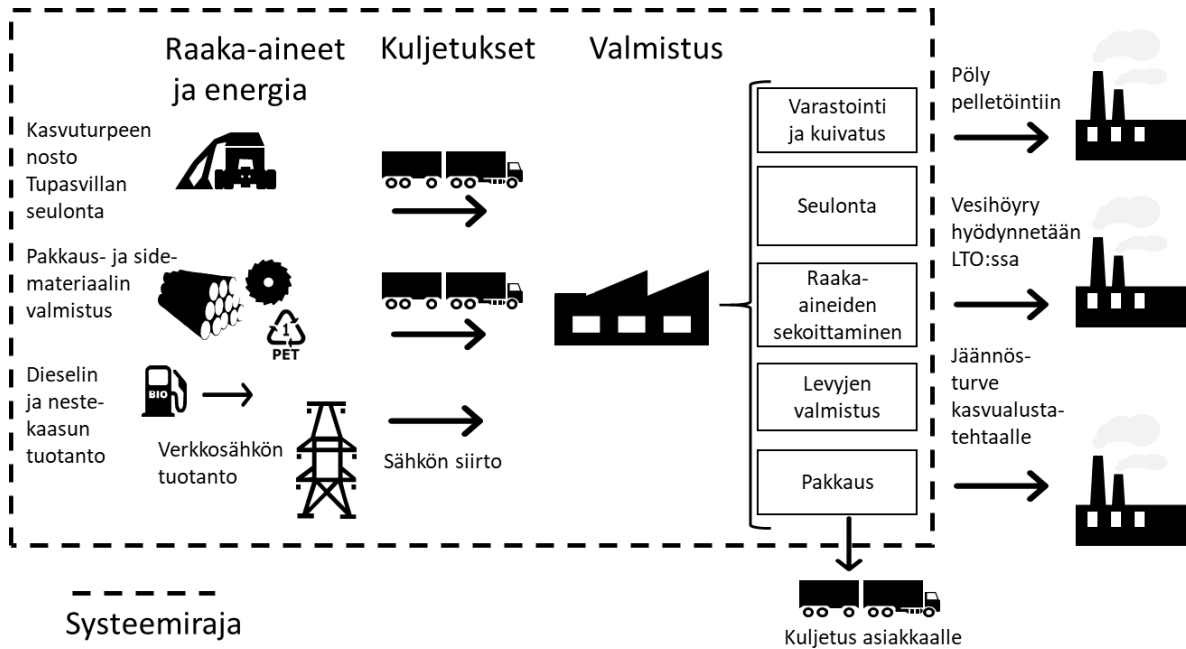 Raaka-aineet
ja energia
Kuljetukset
Valmistus
Kasvuturpeen
nosto
Tupasvillan
seulonta
Pakkaus- ja side-
materiaalin
valmistus
1
PET
Dieselin
ja neste-
kaasun
tuotanto
BIO
Verkkosähkön
tuotanto
Sähkön siirto
Varastointi
ja kuivatus
Seulonta
Raaka-
aineiden
sekoittaminen
Levyjen
valmistus
Pakkaus
Pöly
pelletöintiin
Vesihöyry
hyödynnetään
LTO:ssa
Jäännös-
turve
kasvualusta-
tehtaalle
Kuljetus asiakkaalle
Systeemiraja